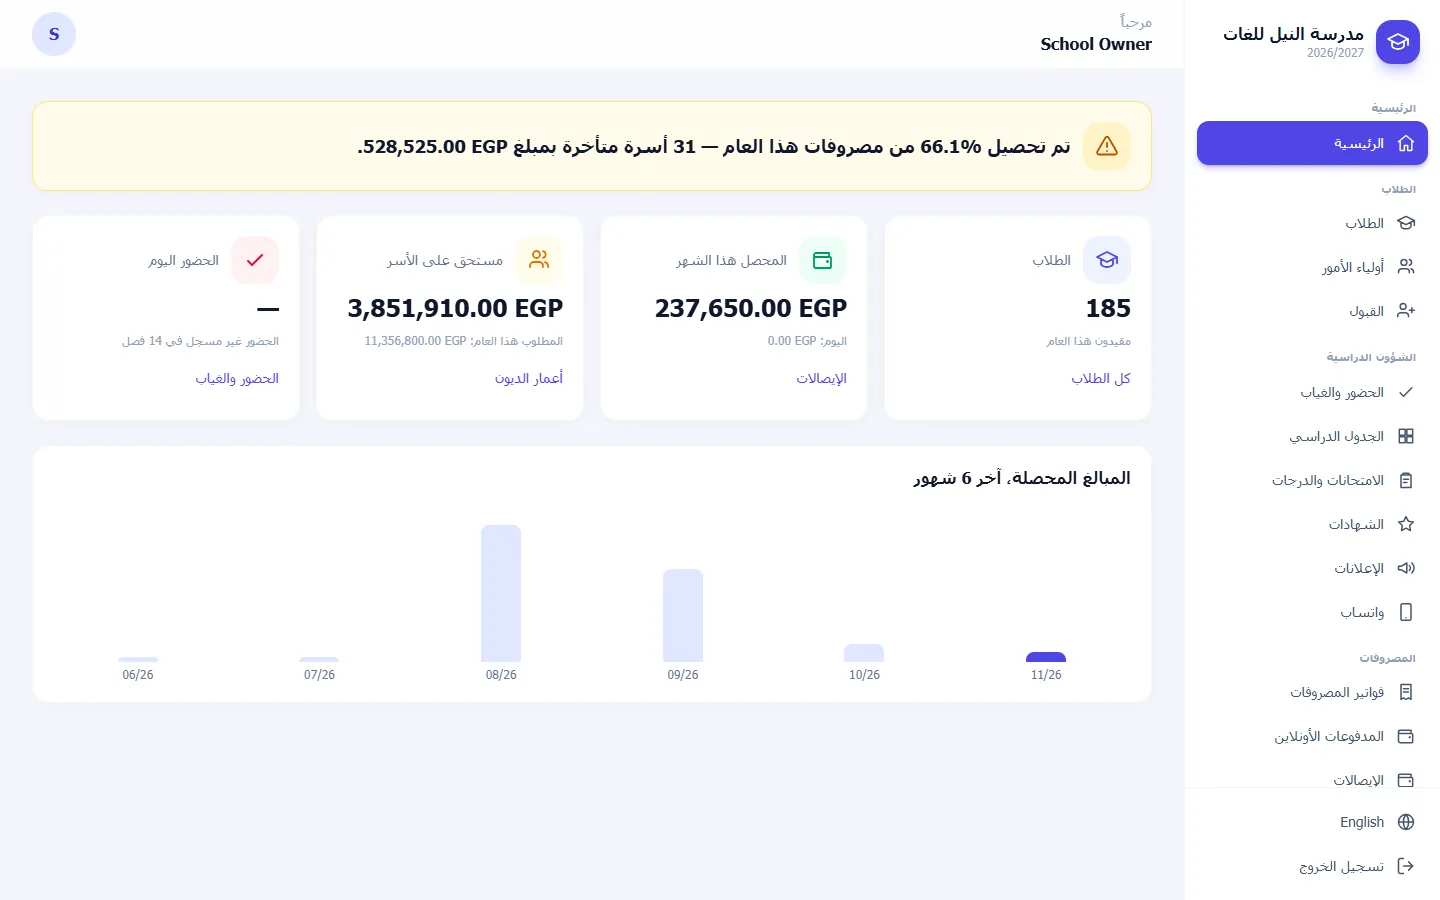 مدرسة النيل للغات
2026/2027
الرئيسية
الرئيسية
الطلاب
الطلاب
أولياء الأمور
القبول
الشؤون الدراسية
الحضور والغياب
الجدول الدراسي
الامتحانات والدرجات
الشهادات
الإعلانات
واتساب
المصروفات
فواتير المصروفات
المدفوعات الأونلاين
الإيصالات
English
تسجيل الخروج
مرحباً
School Owner
S
تم تحصيل 66.1% من مصروفات هذا العام — 31 أسرة متأخرة بمبلغ 528,525.00 EGP.
الطلاب
185
مقيدون هذا العام
كل الطلاب
المحصل هذا الشهر
237,650.00 EGP
اليوم: 0.00 EGP
الإيصالات
مستحق على الأسر
3,851,910.00 EGP
المطلوب هذا العام: 11,356,800.00 EGP
أعمار الديون
الحضور اليوم
—
الحضور غير مسجل في 14 فصل
الحضور والغياب
المبالغ المحصلة، آخر 6 شهور
11/26
10/26
09/26
08/26
07/26
06/26